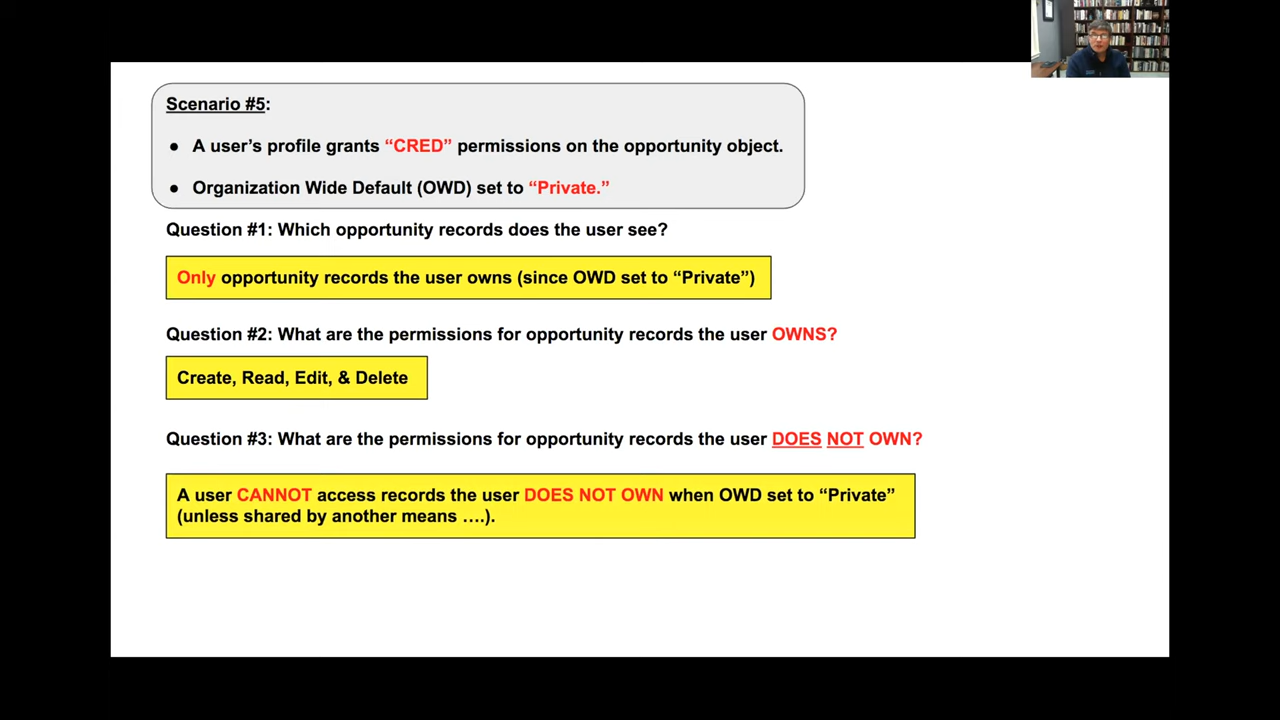 Scenario #5:
● A user’s profile grants “CRED” permissions on the opportunity object.
● Organization Wide Default (OWD) set to “Private.”
Question #1: Which opportunity records does the user see?
Only opportunity records the user owns (since OWD set to “Private”)
Question #2: What are the permissions for opportunity records the user OWNS?
Create, Read, Edit, & Delete
Question #3: What are the permissions for opportunity records the user DOES NOT OWN?
A user CANNOT access records the user DOES NOT OWN when OWD set to “Private”
(unless shared by another means ….).